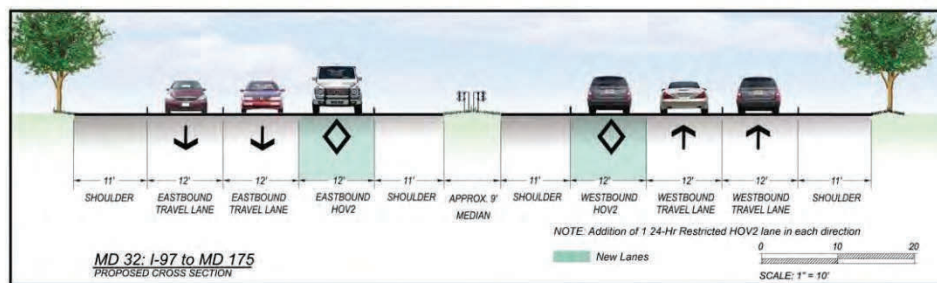 11' 12' 12' 12' 11' 11' 12' 12' 12' 11'
SHOULDER EASTBOUND EASTBOUND EASTBOUND SHOULDER APPROX. 9' SHOULDER WESTBOUND WESTBOUND WESTBOUND SHOULDER
TRAVEL LANE TRAVEL LANE HOV2 MEDIAN HOV2 TRAVEL LANE TRAVEL LANE
NOTE: Addition of 1 24-Hr Restricted HOV2 lane in each direction
New Lanes
0 10 20
SCALE: 1" = 10'
MD 32: I-97 to MD 175
PROPOSED CROSS SECTION